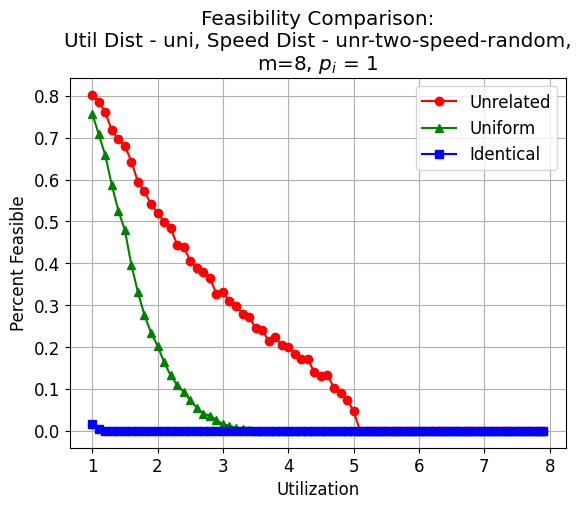 Feasibility Comparison:
Util Dist - uni, Speed Dist - unr-two-speed-random,
m=8, $p_i$ = 1
Unrelated
Uniform
Identical
Percent Feasible
0.8
0.7
0.6
0.5
0.4
0.3
0.2
0.1
0.0
1 2 3 4 5 6 7 8
Utilization